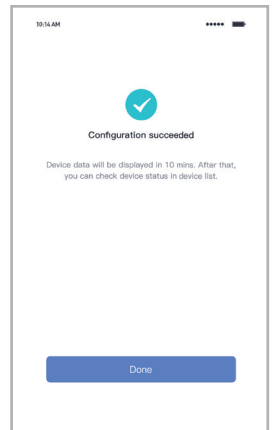 10:14 AM
Configuration succeeded
Device data will be displayed in 10 mins. After that,
you can check device status in device list.
Done